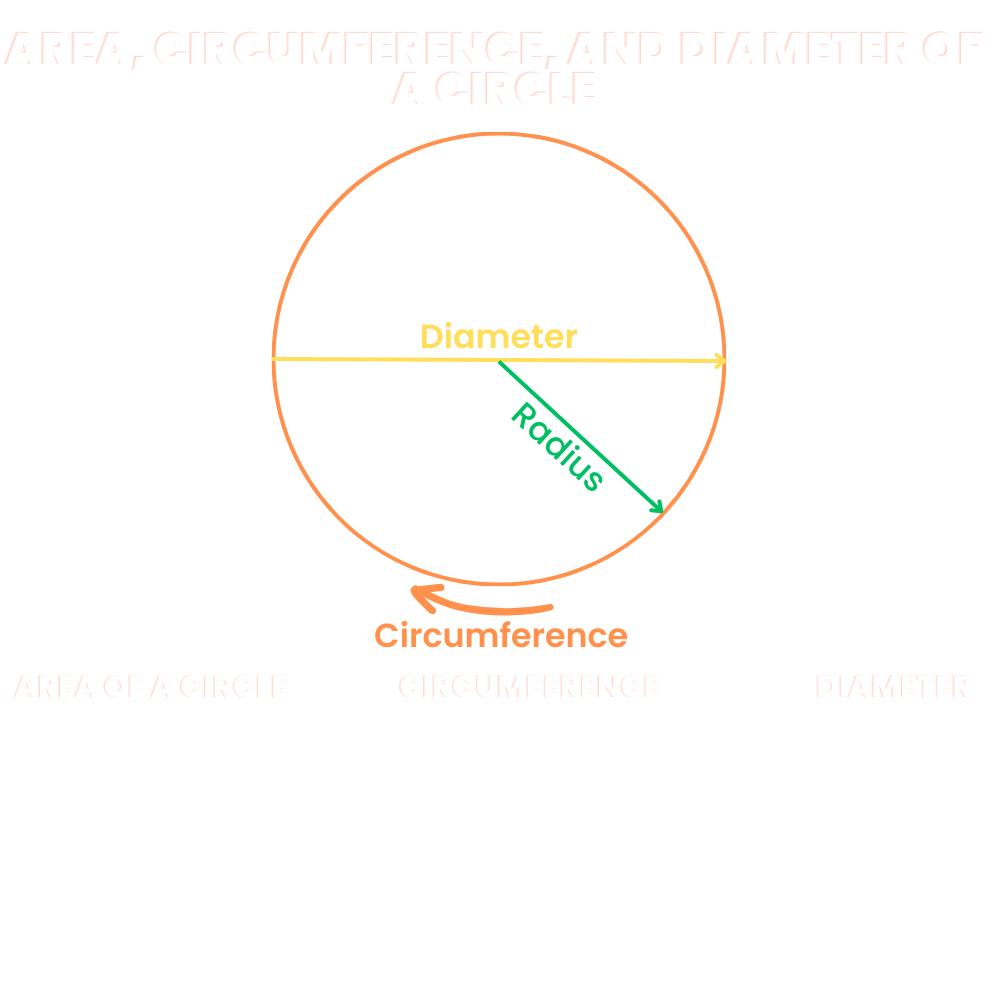 AREA, CIRCUMFERENCE, AND DIAMETER OF
A CIRCLE
Diameter
Radius
Circumference
AREA OF A CIRCLE
CIRCUMFERENCE
DIAMETER